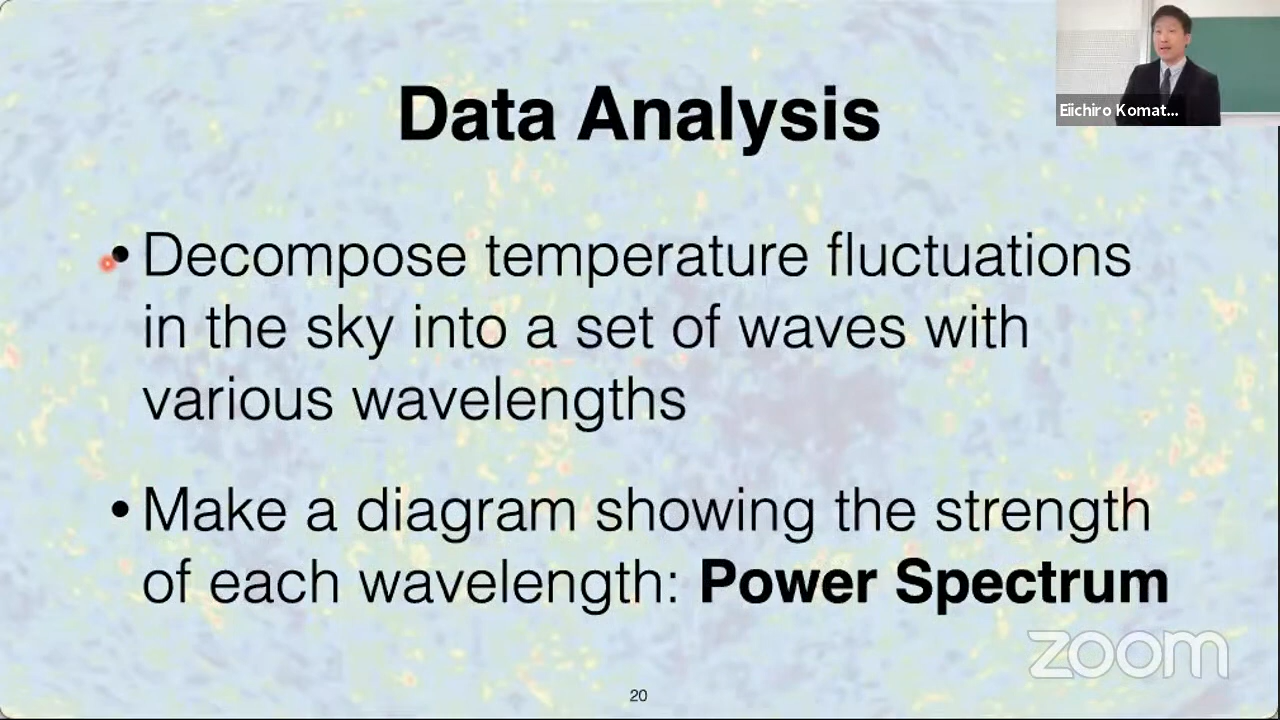 Data Analysis
Eiichiro Komat...
• Decompose temperature fluctuations
in the sky into a set of waves with
various wavelengths
• Make a diagram showing the strength
of each wavelength: Power Spectrum
zoom
20